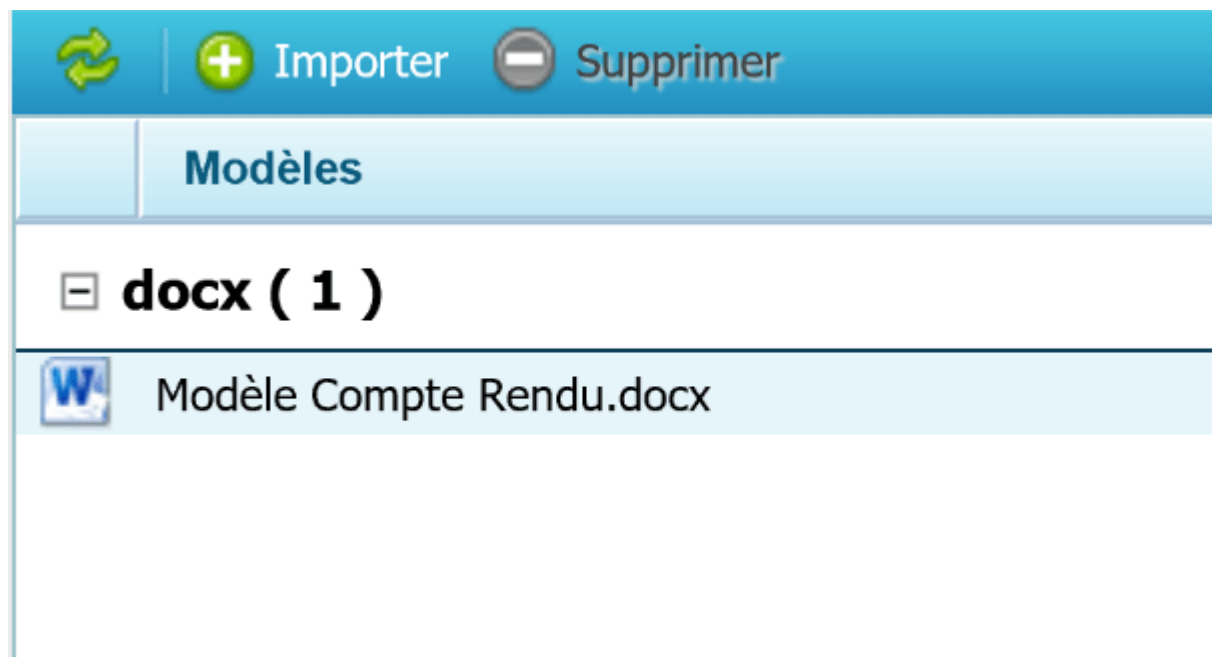 Importer Supprimer
Modèles
docx ( 1 )
Modèle Compte Rendu.docx